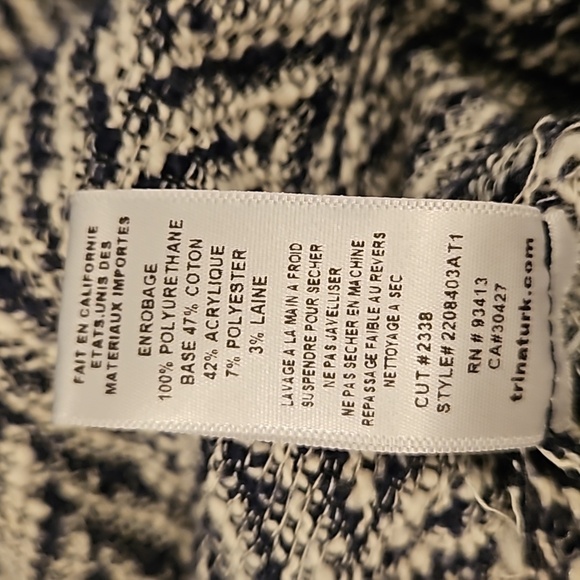 FAIT EN CALIFORNIE
ETATS.UNIS DES
MATERIAUX IMPORTES
ENROBAGE
100% POLYURETHANE
BASE 47% COTON
42% ACRYLIQUE
7% POLYESTER
3% LAINE
LAVAGE A LA MAIN A FROID
SUSPENDRE POUR SECHER
NE PAS JAVELLISER
NE PAS SECHER EN MACHINE
REPASSAGE FAIBLE AU REVERS
NETTOYAGE A SEC
CUT #2338
STYLE# 2208403AT1
RN # 93413
CA#30427
trinaturk.com